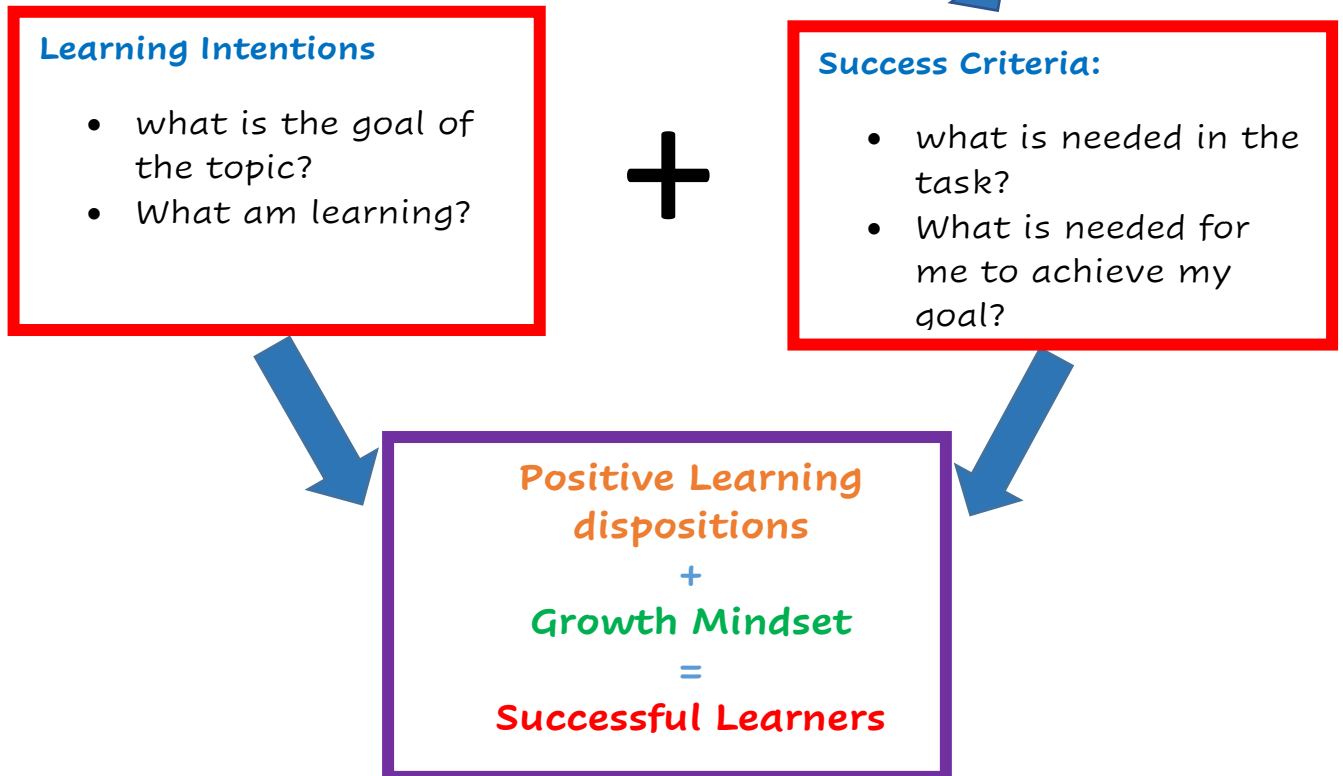 Learning Intentions
• what is the goal of
the topic?
• What am learning?
+
Success Criteria:
• what is needed in the
task?
• What is needed for
me to achieve my
goal?
Positive Learning
dispositions
+
Growth Mindset
=
Successful Learners